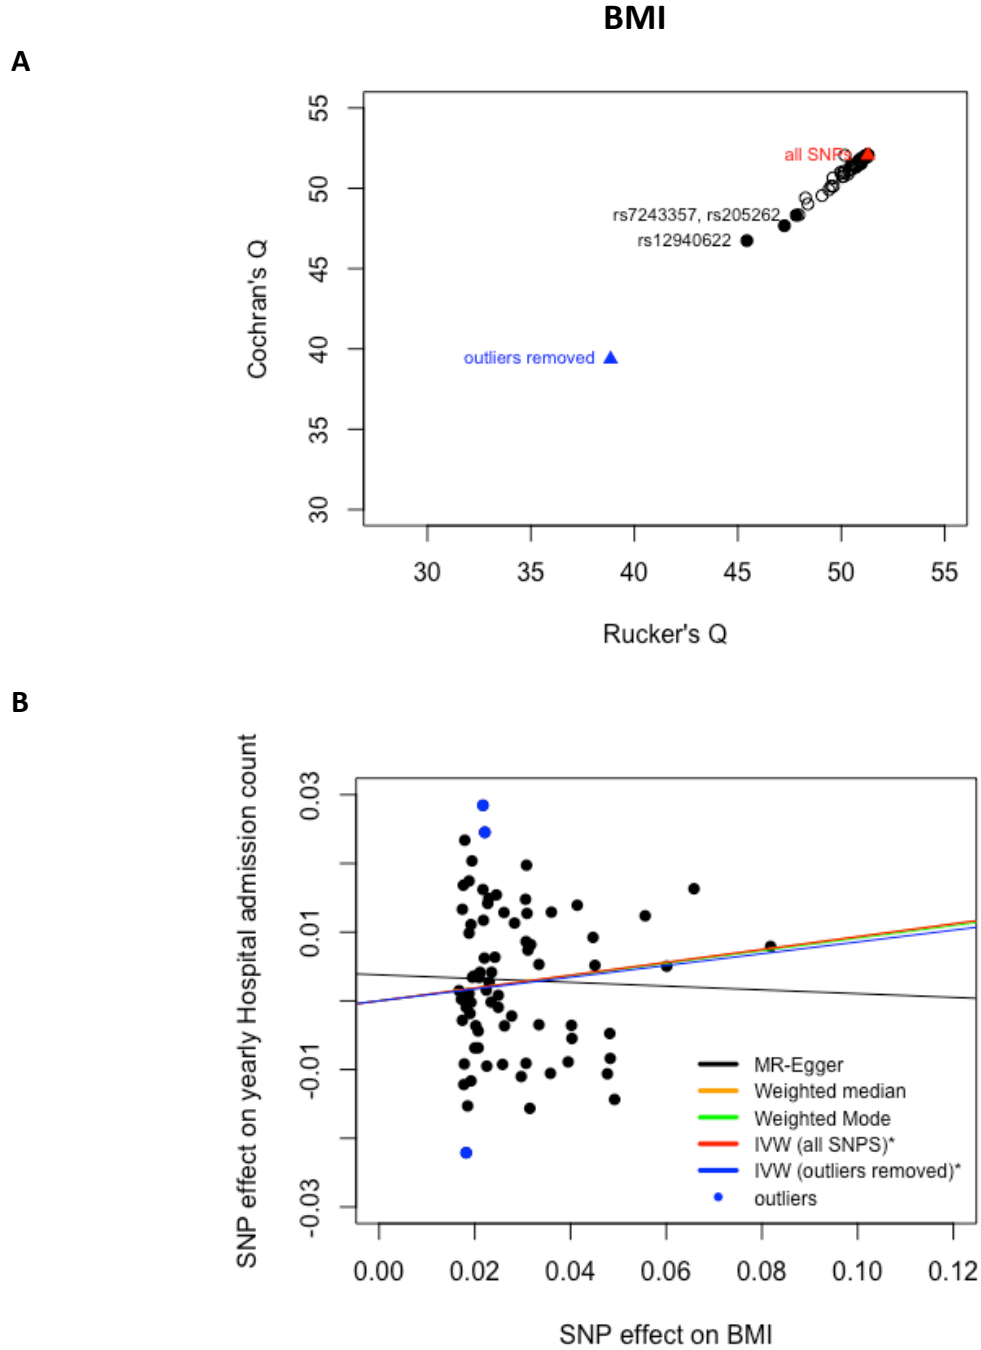 BMI
A
55
50
45
40
35
30
Cochran's Q
all SNPs
rs7243357, rs205262
rs12940622
outliers removed
30 35 40 45 50 55
Rucker's Q
B
SNP effect on yearly Hospital admission count
0.03
0.01
-0.01
-0.03
MR-Egger
Weighted median
Weighted Mode
IVW (all SNPS)*
IVW (outliers removed)*
outliers
0.00 0.02 0.04 0.06 0.08 0.10 0.12
SNP effect on BMI